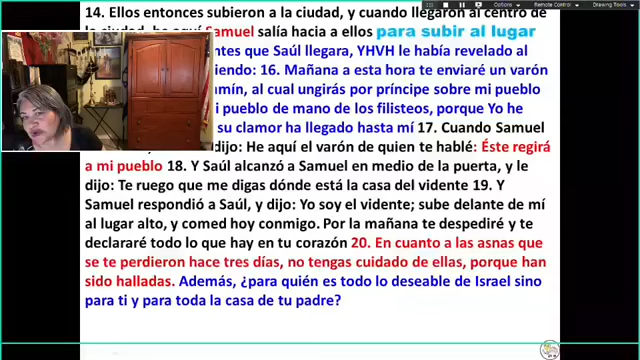 Options Remote Control Drawing Tools
14. Ellos entonces subieron a la ciudad, y cuando llegaron al centro de
Samuel salía hacia a ellos para subir al lugar
ntes que Saúl llegara, YHVH le había revelado al
iendo: 16. Mañana a esta hora te enviaré un varón
mín, al cual ungirás por príncipe sobre mi pueblo
i pueblo de mano de los filisteos, porque Yo he
su clamor ha llegado hasta mí 17. Cuando Samuel
dijo: He aquí el varón de quien te hablé: Éste regirá
a mi pueblo 18. Y Saúl alcanzó a Samuel en medio de la puerta, y le
dijo: Te ruego que me digas dónde está la casa del vidente 19. Y
Samuel respondió a Saúl, y dijo: Yo soy el vidente; sube delante de mí
al lugar alto, y comed hoy conmigo. Por la mañana te despediré y te
declararé todo lo que hay en tu corazón 20. En cuanto a las asnas que
se te perdieron hace tres días, no tengas cuidado de ellas, porque han
sido halladas. Además, ¿para quién es todo lo deseable de Israel sino
para ti y para toda la casa de tu padre?